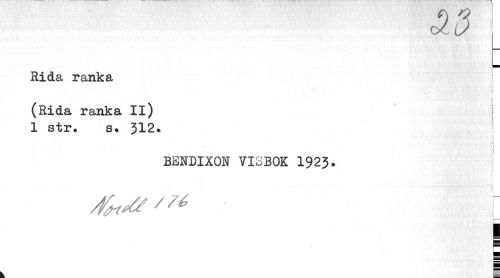 23
Rida ranka
(Rida ranka II)
1 str. s. 312.
BENDIXON VISBOK 1923.
Nordl 176